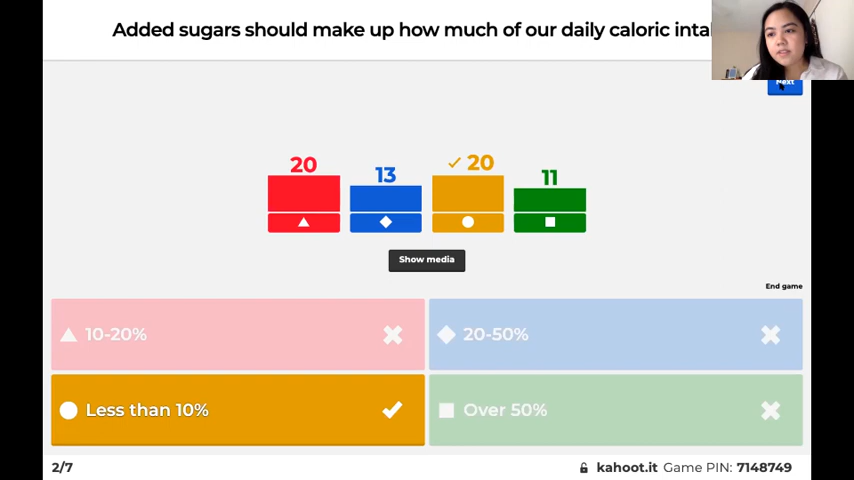 Added sugars should make up how much of our daily caloric
Next
20
13
20
11
Show media
End game
10-20%
20-50%
Less than 10%
Over 50%
2/7
kahoot.it Game PIN: 7148749